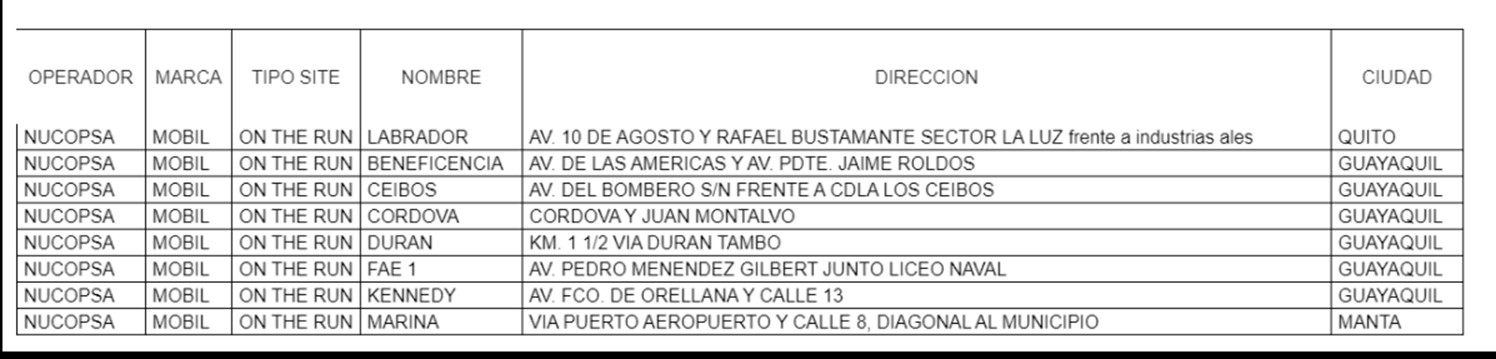 OPERADOR MARCA TIPO SITE NOMBRE DIRECCION CIUDAD
NUCOPSA MOBIL ON THE RUN LABRADOR AV. 10 DE AGOSTO Y RAFAEL BUSTAMANTE SECTOR LA LUZ frente a industrias ales QUITO
NUCOPSA MOBIL ON THE RUN BENEFICENCIA AV. DE LAS AMERICAS Y AV. PDTE. JAIME ROLDOS GUAYAQUIL
NUCOPSA MOBIL ON THE RUN CEIBOS AV. DEL BOMBERO S/N FRENTE A CDLA LOS CEIBOS GUAYAQUIL
NUCOPSA MOBIL ON THE RUN CORDOVA CORDOVA Y JUAN MONTALVO GUAYAQUIL
NUCOPSA MOBIL ON THE RUN DURAN KM. 1 1/2 VIA DURAN TAMBO GUAYAQUIL
NUCOPSA MOBIL ON THE RUN FAE 1 AV. PEDRO MENENDEZ GILBERT JUNTO LICEO NAVAL GUAYAQUIL
NUCOPSA MOBIL ON THE RUN KENNEDY AV. FCO. DE ORELLANA Y CALLE 13 GUAYAQUIL
NUCOPSA MOBIL ON THE RUN MARINA VIA PUERTO AEROPUERTO Y CALLE 8, DIAGONAL AL MUNICIPIO MANTA